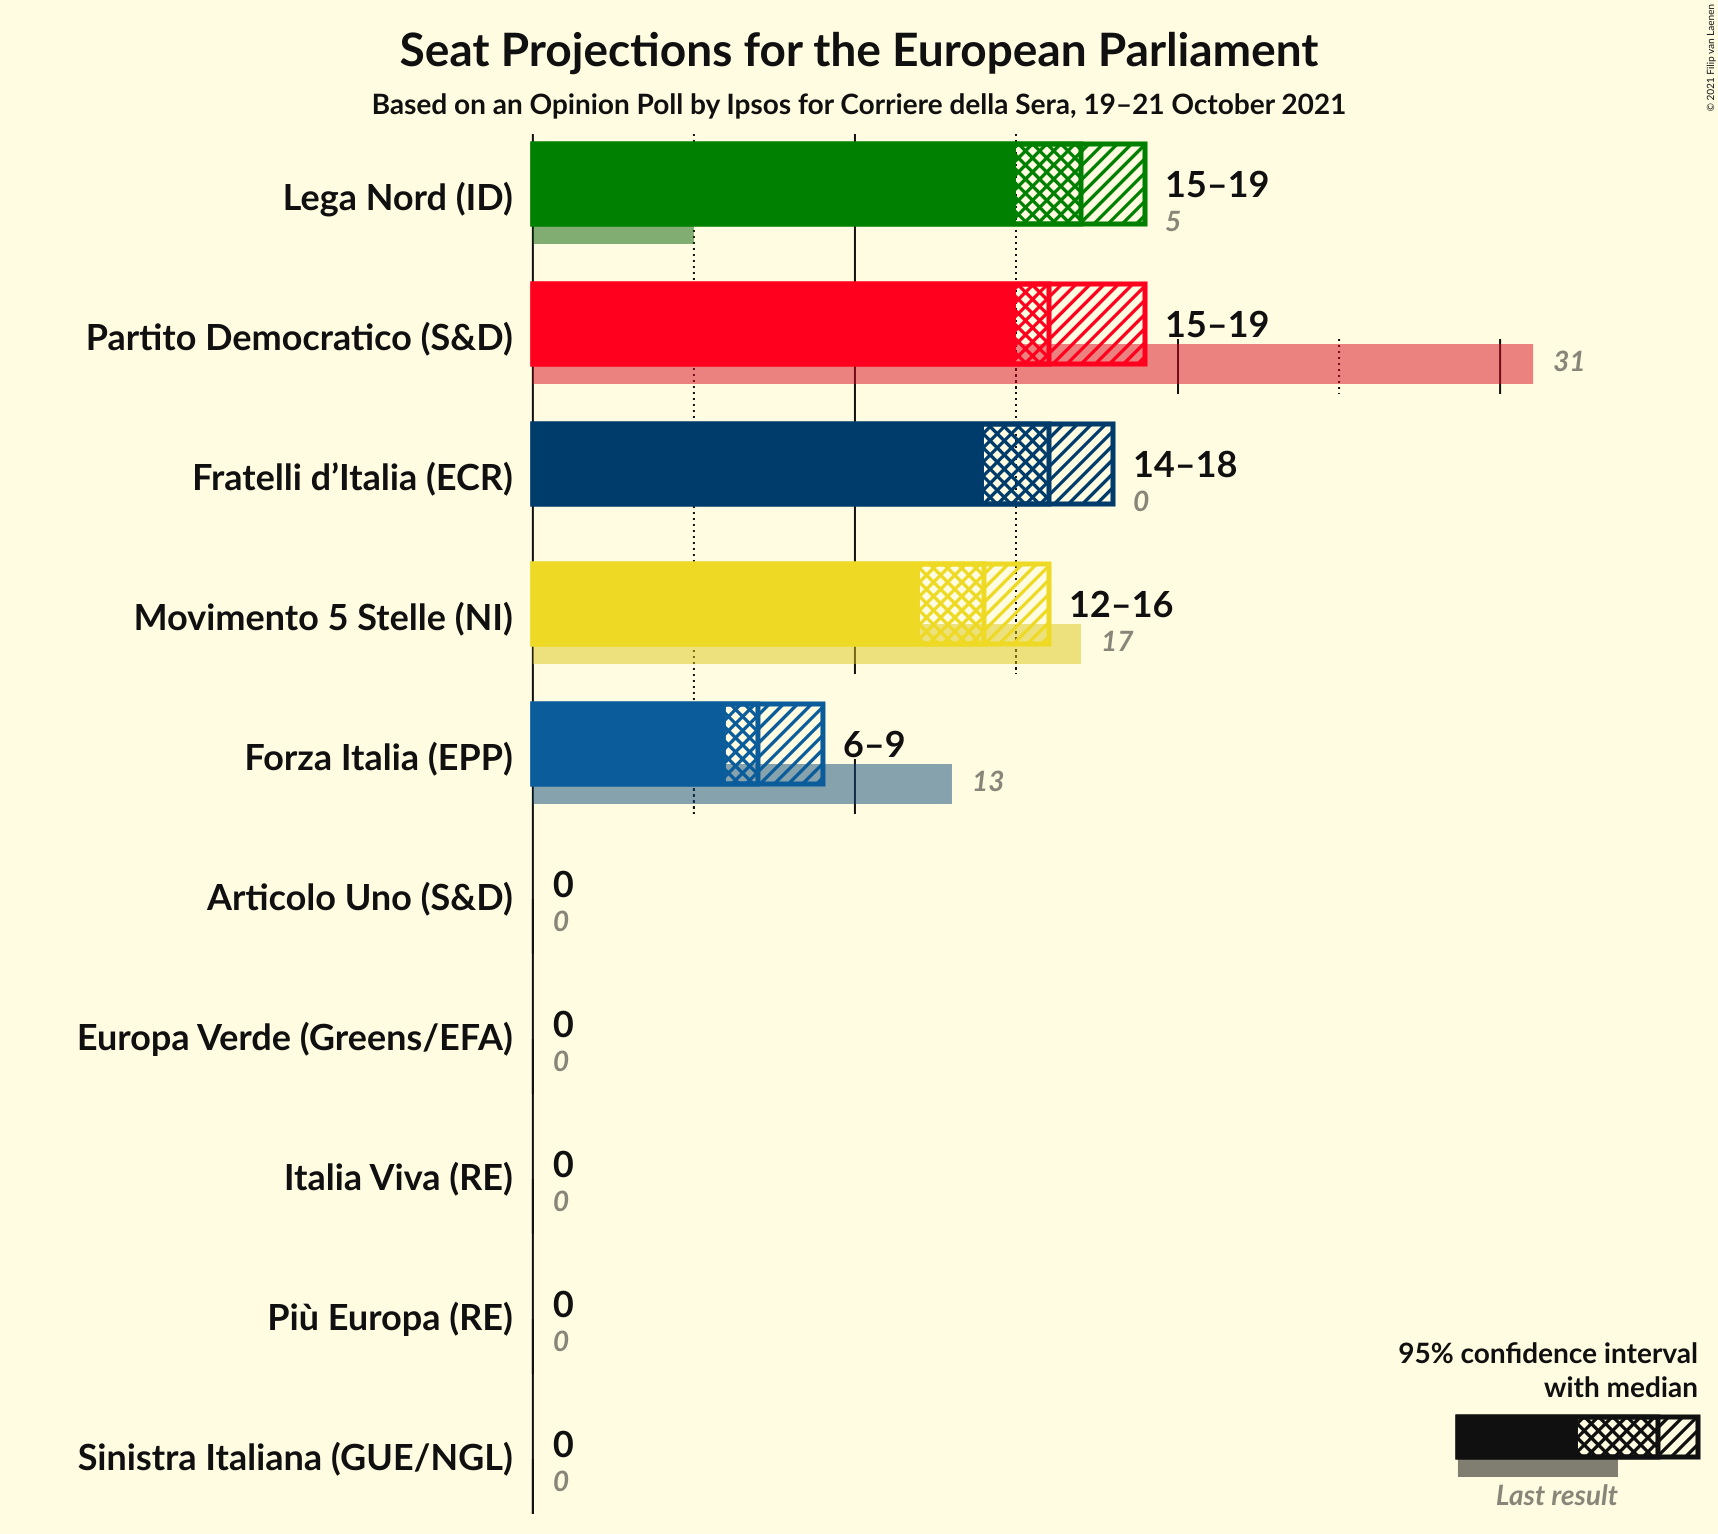 Seat Projections for the European Parliament
Based on an Opinion Poll by Ipsos for Corriere della Sera, 19–21 October 2021
© 2021 Filip van Laenen
Lega Nord (ID)
15–19
5
Partito Democratico (S&D)
15–19
31
Fratelli d’Italia (ECR)
14–18
0
Movimento 5 Stelle (NI)
12–16
17
Forza Italia (EPP)
6–9
13
Articolo Uno (S&D)
0
0
Europa Verde (Greens/EFA)
0
0
Italia Viva (RE)
0
0
Più Europa (RE)
0
0
Sinistra Italiana (GUE/NGL)
0
0
95% confidence interval
with median
Last result